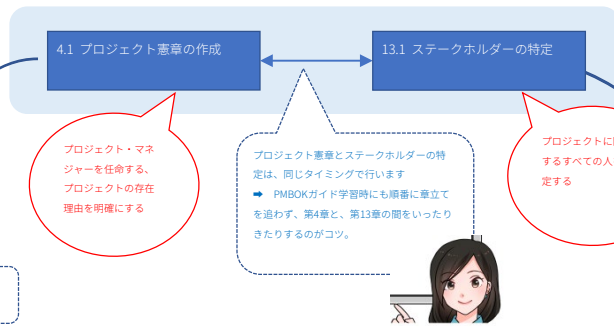 4.1 プロジェクト憲章の作成
13.1 ステークホルダーの特定
プロジェクト・マネ
ジャーを任命する、
プロジェクトの存在
理由を明確にする
プロジェクト憲章とステークホルダーの特
定は、同じタイミングで行います
➡ PMBOKガイド学習時にも順番に章立て
を追わず、第4章と、第13章の間をいったり
きたりするのがコツ。
プロジェクトに
するすべての人
定する